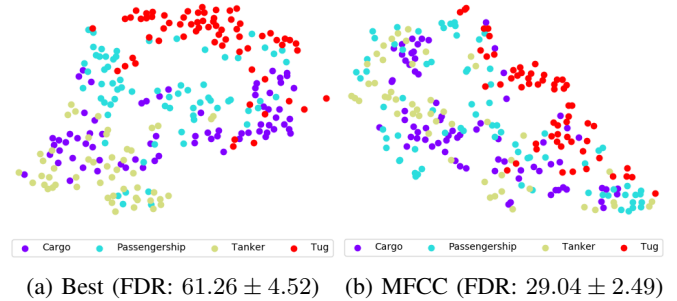 Cargo Passengership Tanker Tug
Cargo Passengership Tanker Tug
(a) Best (FDR: 61.26 ± 4.52)
(b) MFCC (FDR: 29.04 ± 2.49)